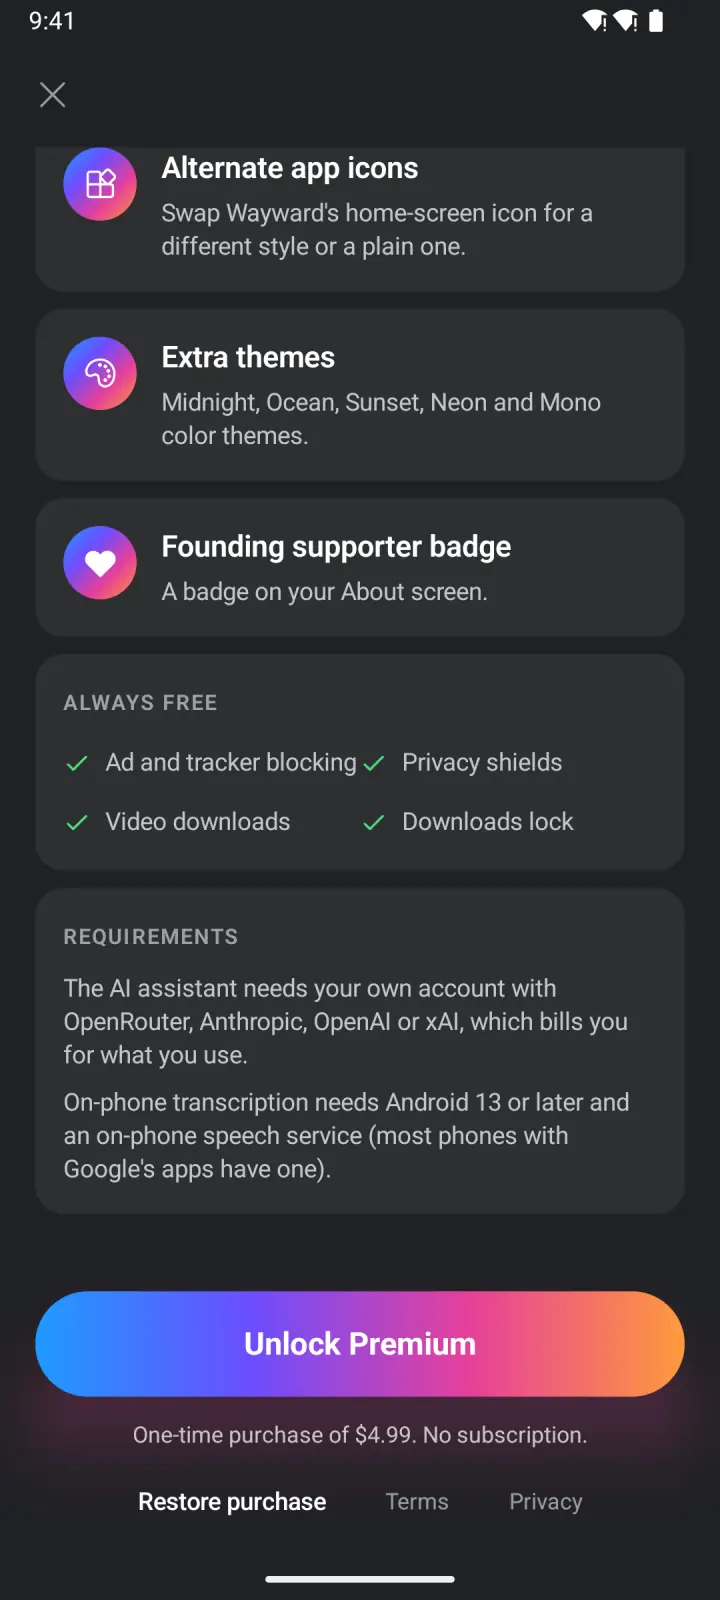 9:41
Alternate app icons
Swap Wayward's home-screen icon for a
different style or a plain one.
Extra themes
Midnight, Ocean, Sunset, Neon and Mono
color themes.
Founding supporter badge
A badge on your About screen.
ALWAYS FREE
Ad and tracker blocking Privacy shields
Video downloads Downloads lock
REQUIREMENTS
The AI assistant needs your own account with
OpenRouter, Anthropic, OpenAI or xAI, which bills you
for what you use.
On-phone transcription needs Android 13 or later and
an on-phone speech service (most phones with
Google's apps have one).
Unlock Premium
One-time purchase of $4.99. No subscription.
Restore purchase Terms Privacy